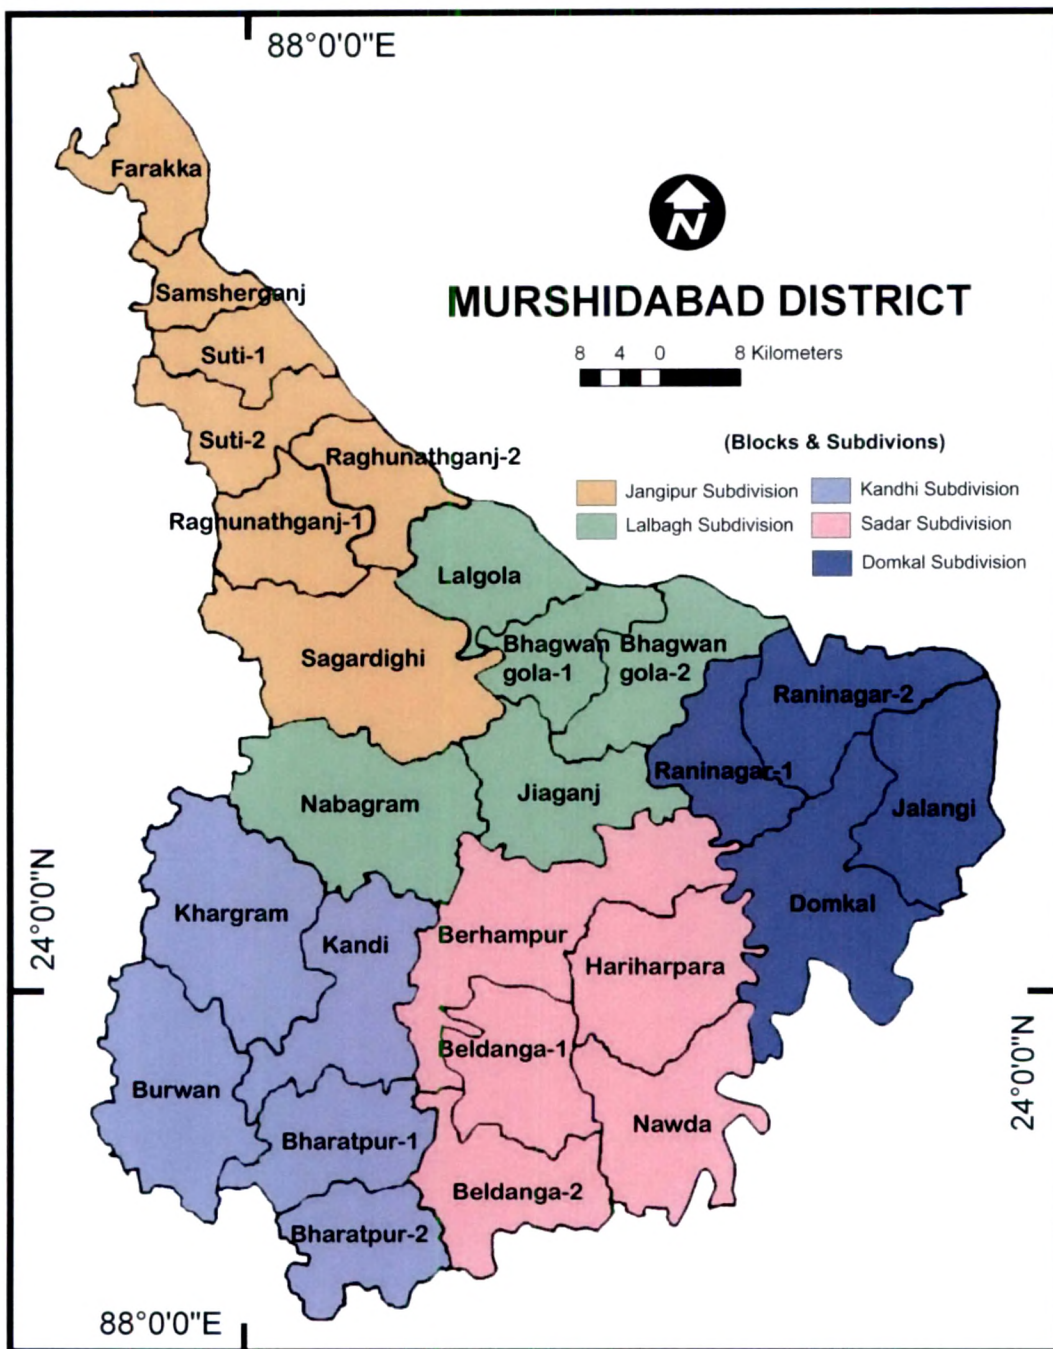 88°0'0"E
Farakka
N
Samsherganj
MURSHIDABAD DISTRICT
8 4 0 8 Kilometers
Suti-1
Suti-2
(Blocks & Subdivions)
Raghunathganj-2
Jangipur Subdivision
Kandhi Subdivision
Raghunathganj-1
Lalbagh Subdivision
Sadar Subdivision
Domkal Subdivision
Lalgola
Sagardighi
Bhagwan
gola-1
Bhagwan
gola-2
Raninagar-2
Raninagar-1
Nabagram
Jiaganj
Jalangi
24°0'0"N
Khargram
Kandi
Berhampur
Domkal
Hariharpara
Beldanga-1
24°0'0"N
Burwan
Bharatpur-1
Nawda
Beldanga-2
Bharatpur-2
88°0'0"E